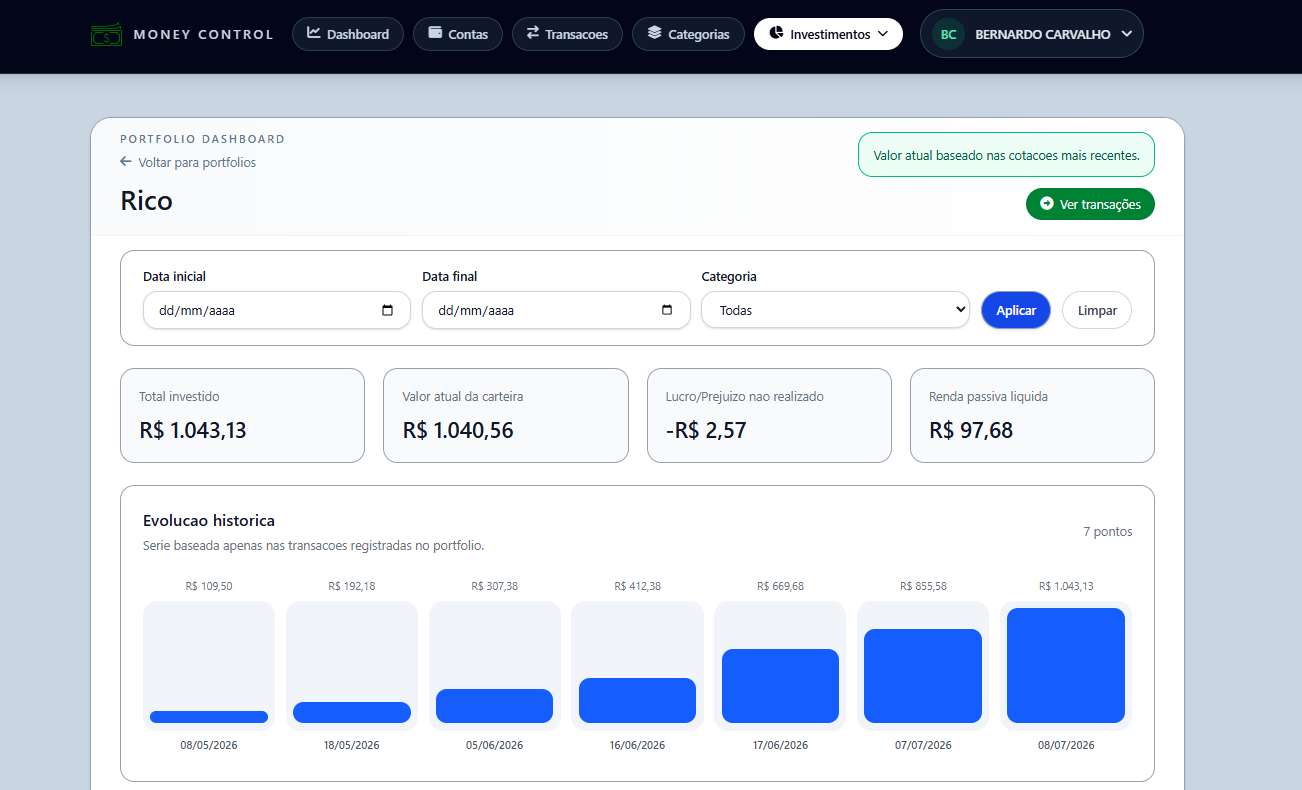 MONEY CONTROL
Dashboard
Contas
Transacoes
Categorias
Investimentos
BC
BERNARDO CARVALHO
PORTFOLIO DASHBOARD
Voltar para portfolios
Rico
Valor atual baseado nas cotacoes mais recentes.
Ver transações
Data inicial
dd/mm/aaaa
Data final
dd/mm/aaaa
Categoria
Todas
Aplicar
Limpar
Total investido
R$ 1.043,13
Valor atual da carteira
R$ 1.040,56
Lucro/Prejuizo nao realizado
-R$ 2,57
Renda passiva liquida
R$ 97,68
Evolucao historica
Serie baseada apenas nas transacoes registradas no portfolio.
7 pontos
R$ 109,50
R$ 192,18
R$ 307,38
R$ 412,38
R$ 669,68
R$ 855,58
R$ 1.043,13
08/05/2026
18/05/2026
05/06/2026
16/06/2026
17/06/2026
07/07/2026
08/07/2026